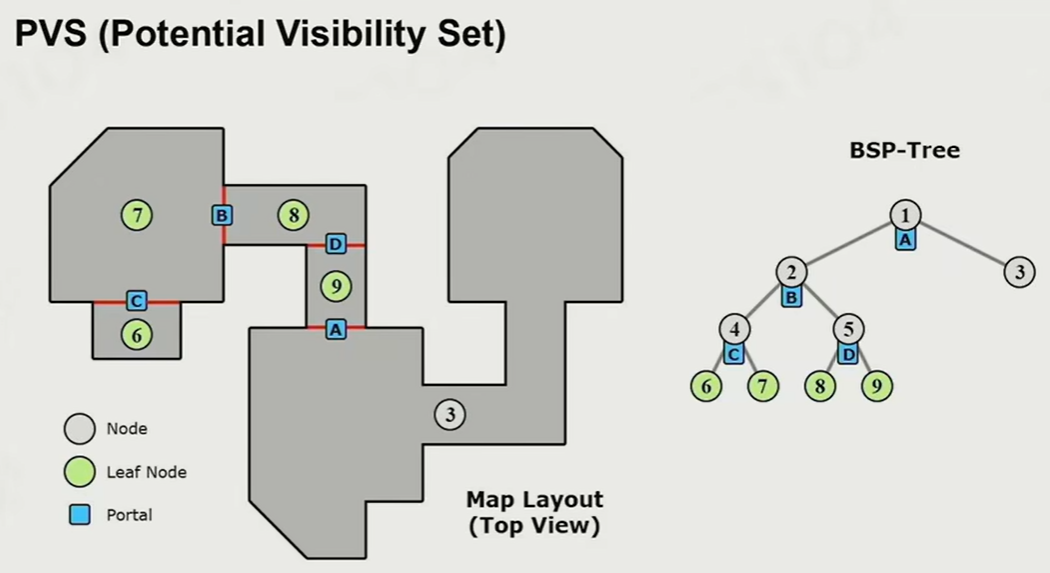 PVS (Potential Visibility Set)
BSP-Tree
1
A
7
B
8
D
2
3
B
9
C
A
6
4
5
C
D
6
7
8
9
3
Node
Leaf Node
Portal
Map Layout
(Top View)